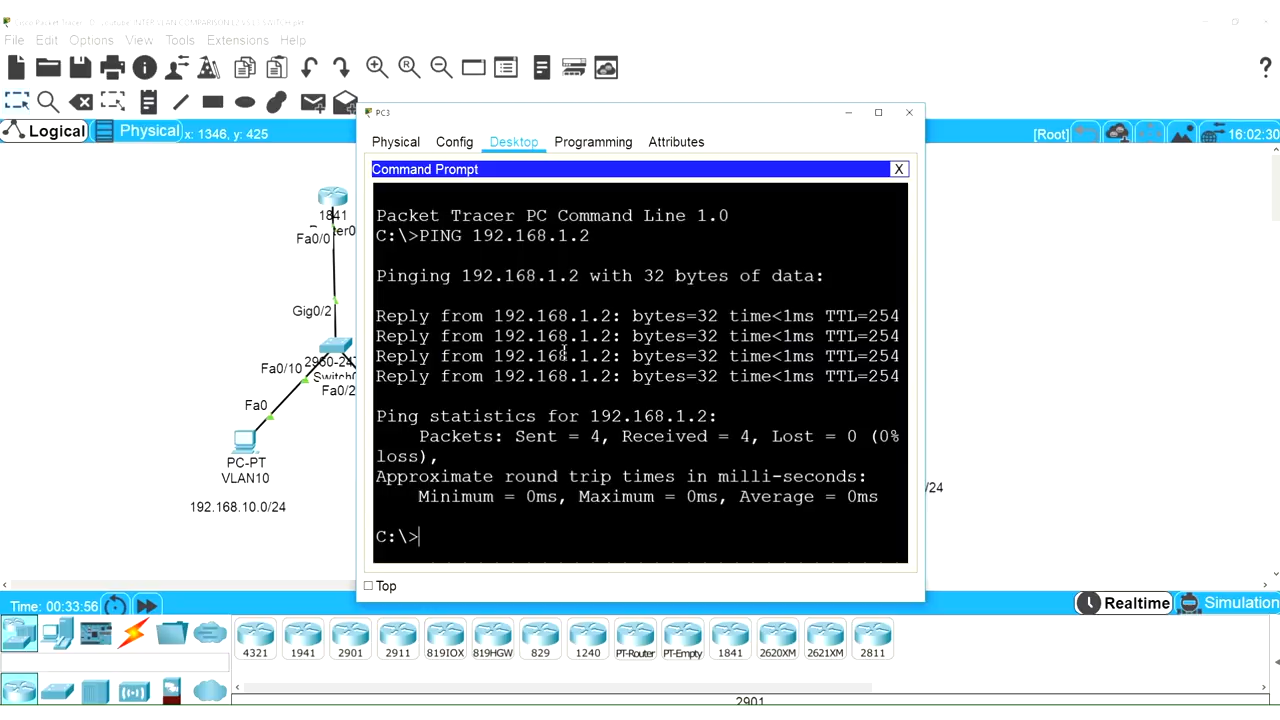 File Edit Options View Tools Extensions Help
?
Logical Physical x: 1346, y: 425 [Root] 16:02:30
PC3
Physical Config Desktop Programming Attributes
Command Prompt X
Packet Tracer PC Command Line 1.0
C:\>PING 192.168.1.2
Pinging 192.168.1.2 with 32 bytes of data:
Reply from 192.168.1.2: bytes=32 time<1ms TTL=254
Reply from 192.168.1.2: bytes=32 time<1ms TTL=254
Reply from 192.168.1.2: bytes=32 time<1ms TTL=254
Reply from 192.168.1.2: bytes=32 time<1ms TTL=254
Ping statistics for 192.168.1.2:
Packets: Sent = 4, Received = 4, Lost = 0 (0%
loss),
Approximate round trip times in milli-seconds:
Minimum = 0ms, Maximum = 0ms, Average = 0ms
C:\>
Top
1841
Fa0/0
Gig0/2
Fa0/10
Fa0/2
Fa0
PC-PT
VLAN10
192.168.10.0/24
/24
Time: 00:33:56 Realtime Simulation
4321 1941 2901 2911 819IOX 819HGW 829 1240 PT-Router PT-Empty 1841 2620XM 2621XM 2811
2901